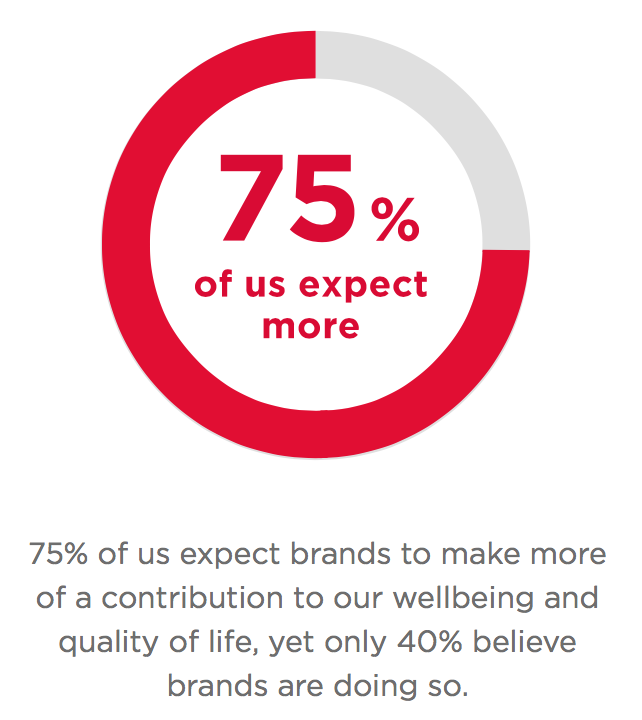 75 %
of us expect
more
75% of us expect brands to make more
of a contribution to our wellbeing and
quality of life, yet only 40% believe
brands are doing so.